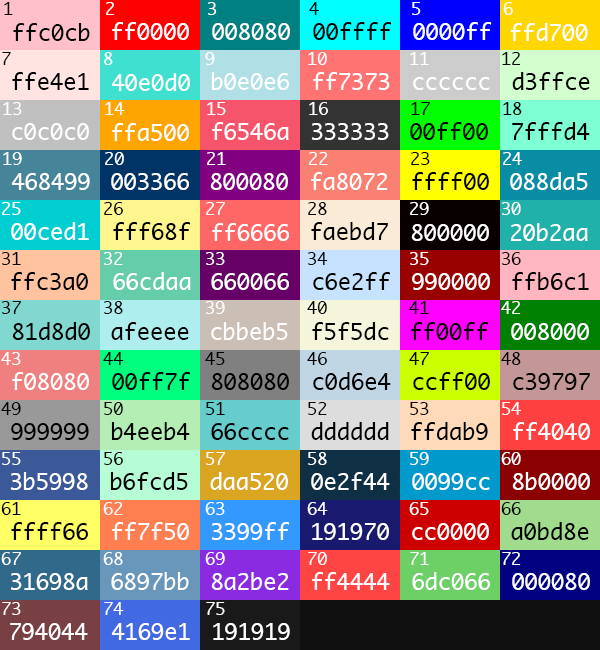 1 2 3 4 5 6
ffc0cb ff0000 008080 00ffff 0000ff ffd700
7 8 9 10 11 12
ffe4e1 40e0d0 b0e0e6 ff7373 cccccc d3ffce
13 14 15 16 17 18
c0c0c0 ffa500 f6546a 333333 00ff00 7fffd4
19 20 21 22 23 24
468499 003366 800080 fa8072 ffff00 088da5
25 26 27 28 29 30
00ced1 fff68f ff6666 faebd7 800000 20b2aa
31 32 33 34 35 36
ffc3a0 66cdaa 660066 c6e2ff 990000 ffb6c1
37 38 39 40 41 42
81d8d0 afeeee cbbeb5 f5f5dc ff00ff 008000
43 44 45 46 47 48
f08080 00ff7f 808080 c0d6e4 ccff00 c39797
49 50 51 52 53 54
999999 b4eeb4 66cccc dddddd ffdab9 ff4040
55 56 57 58 59 60
3b5998 b6fcd5 daa520 0e2f44 0099cc 8b0000
61 62 63 64 65 66
ffff66 ff7f50 3399ff 191970 cc0000 a0bd8e
67 68 69 70 71 72
31698a 6897bb 8a2be2 ff4444 6dc066 000080
73 74 75
794044 4169e1 191919